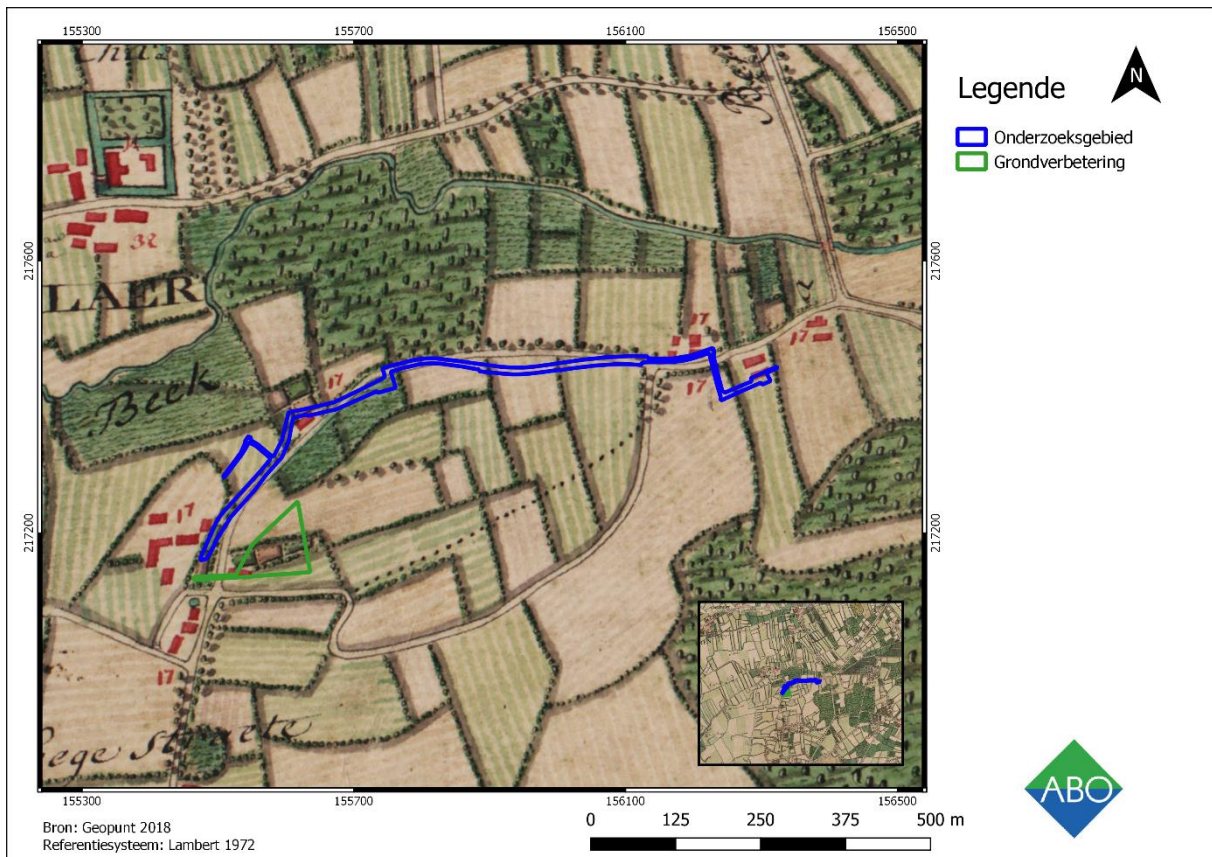 155300 155700 156100 156500
217600 217600
217200 217200
155300 155700 156100 156500
14
32
LAER
Beek
17
17
17
17
17
17
Legende
N
Onderzoeksgebied
Grondverbetering
ABO
Bron: Geopunt 2018
Referentiesysteem: Lambert 1972
0 125 250 375 500 m